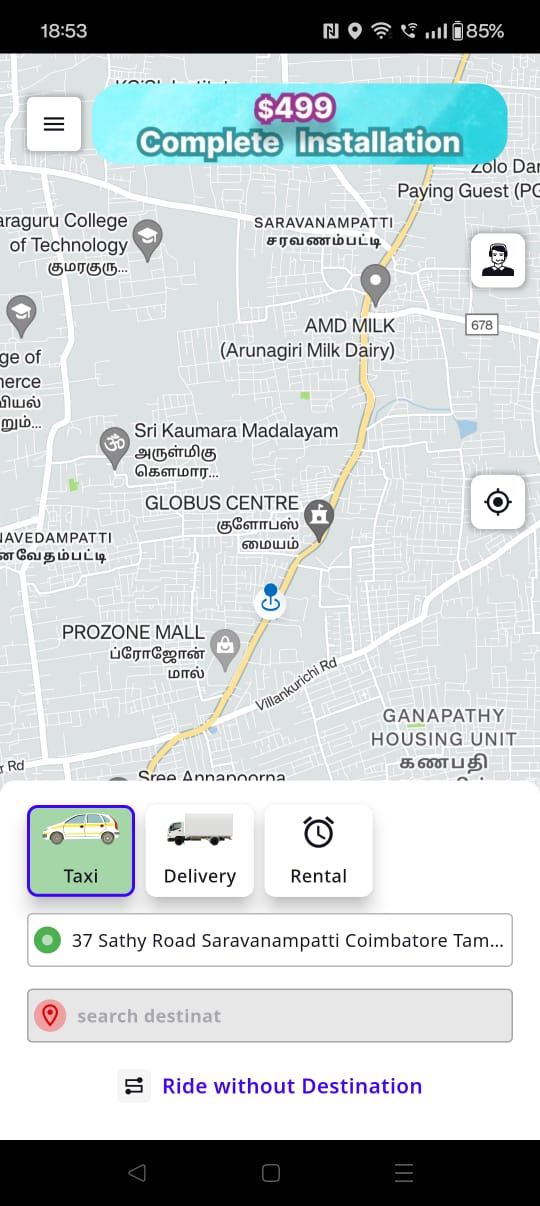 18:53
85%
$499
Complete Installation
Zolo Dar
Paying Guest (PG
araguru College
of Technology
குமரகுரு...
SARAVANAMPATTI
சரவணம்பட்டி
AMD MILK
(Arunagiri Milk Dairy)
678
ge of
nerce
வியல்
றும்...
Sri Kaumara Madalayam
அருள்மிகு
கௌமார...
GLOBUS CENTRE
குளோபஸ்
மையம்
NAVEDAMPATTI
னவேதம்பட்டி
PROZONE MALL
ப்ரோஜோன்
மால்
Villankurichi Rd
GANAPATHY
HOUSING UNIT
கணபதி
r Rd
Sree Annapoorna
Taxi
Delivery
Rental
37 Sathy Road Saravanampatti Coimbatore Tam...
search destinat
Ride without Destination